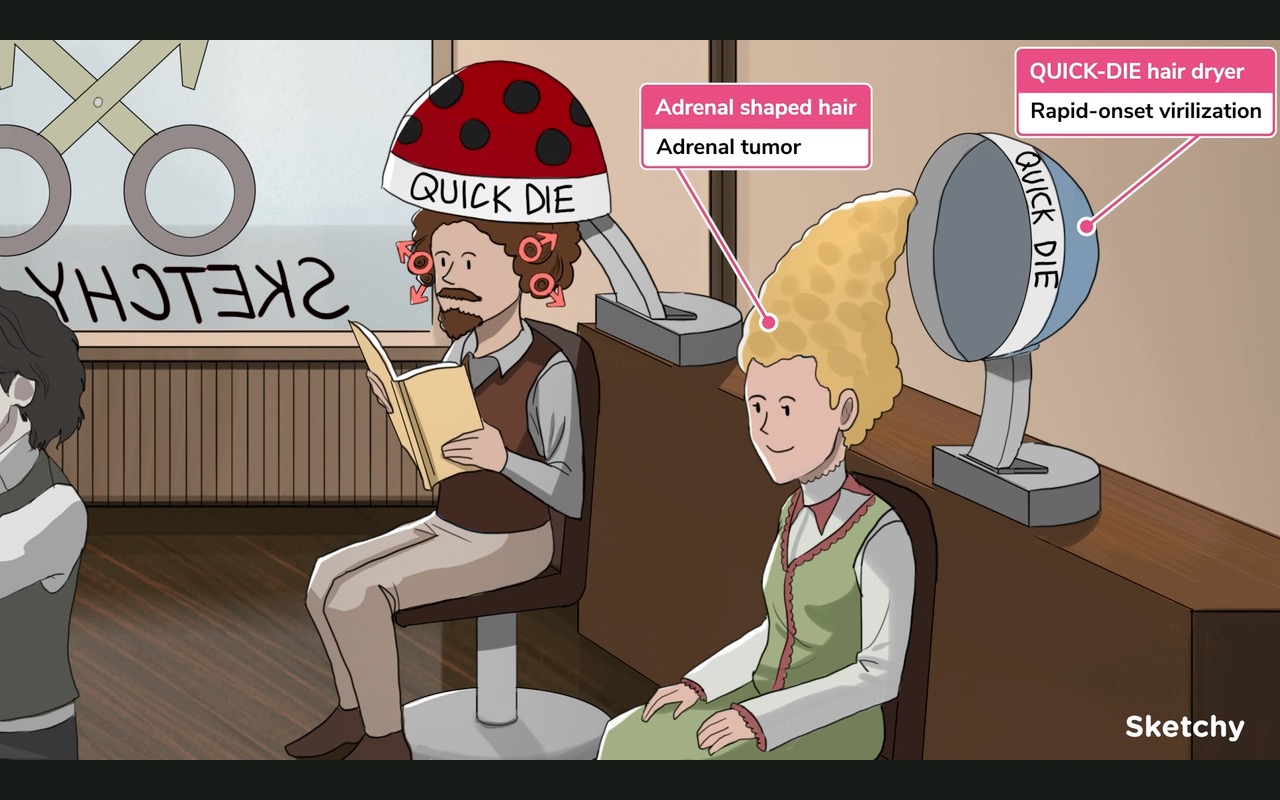 QUICK-DIE hair dryer
Rapid-onset virilization
Adrenal shaped hair
Adrenal tumor
QUICK DIE
QUICK DIE
SKETCHY
Sketchy